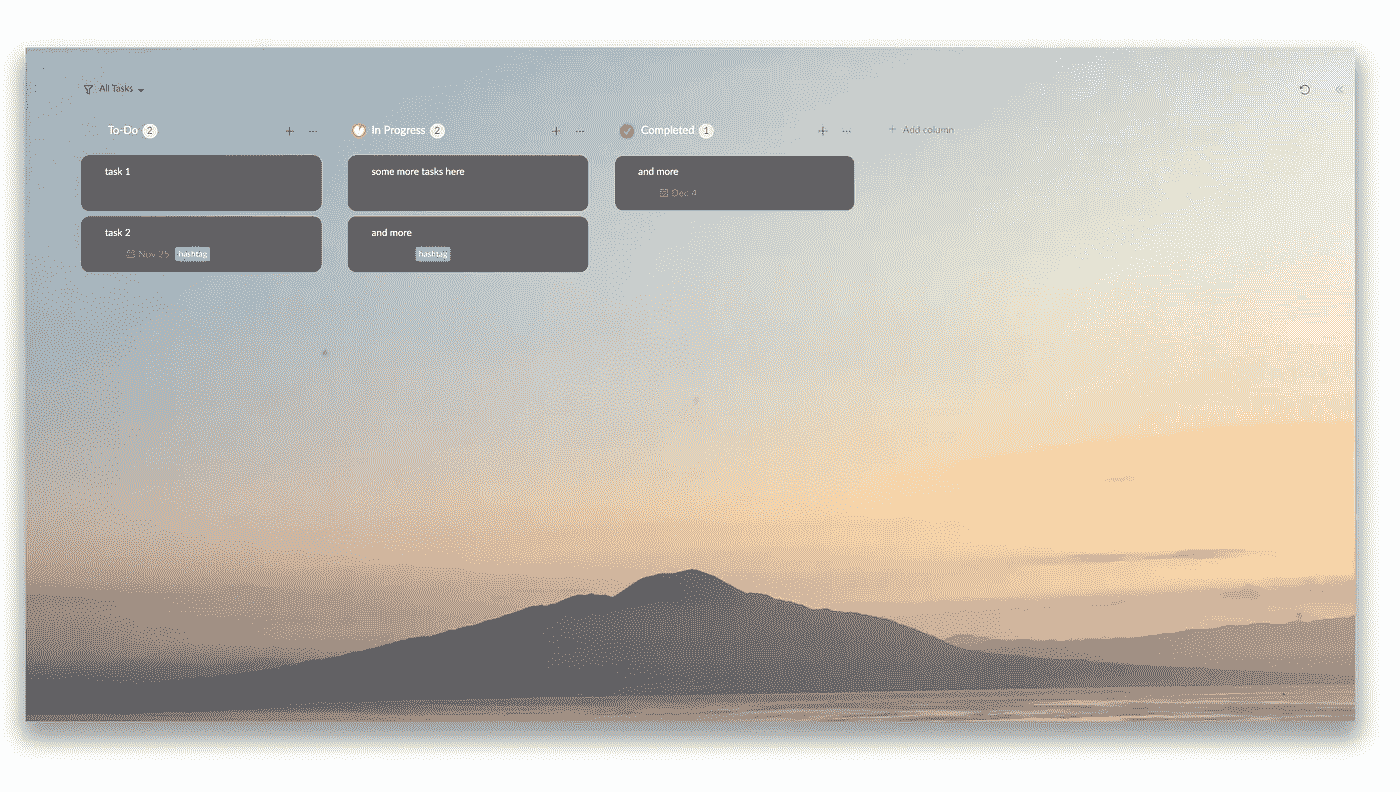 All Tasks
To-Do 2
In Progress 2
Completed 1
Add column
task 1
some more tasks here
and more
Dec 4
task 2
and more
Nov 25 hashtag
hashtag